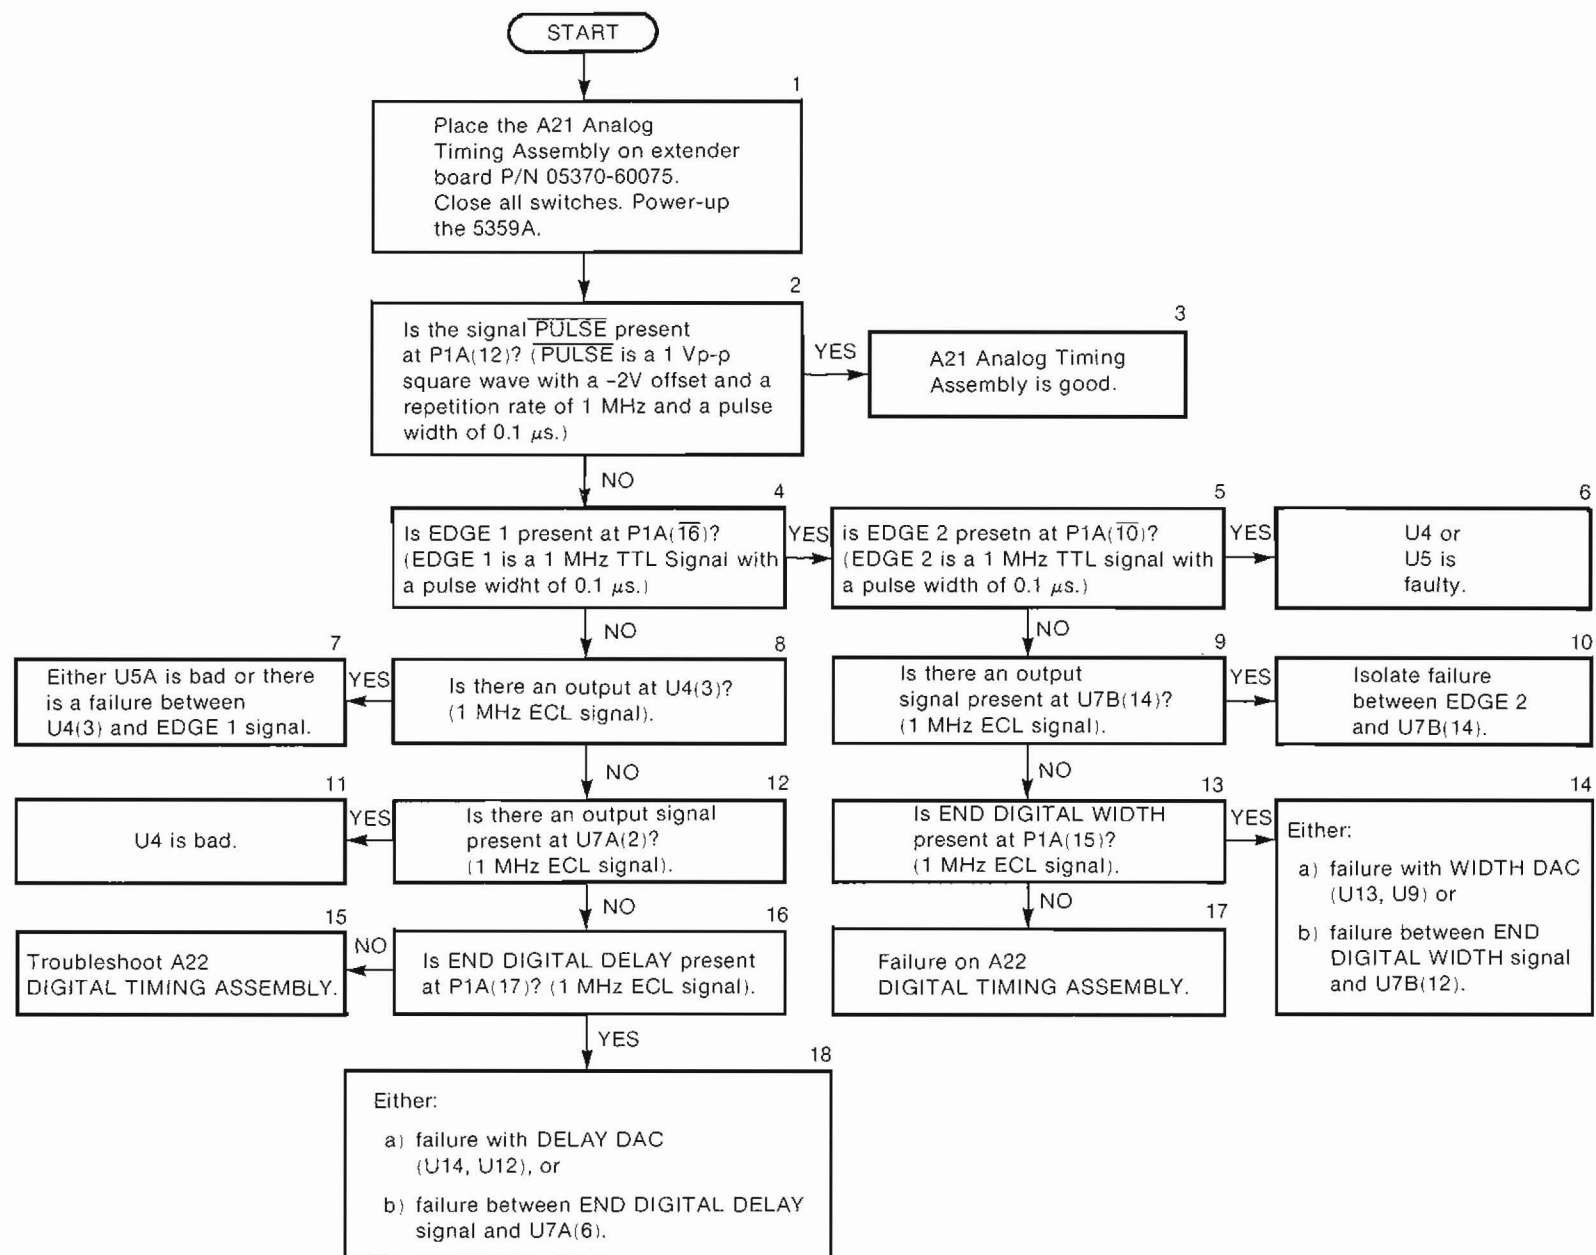 START
1
Place the A21 Analog
Timing Assembly on extender
board P/N 05370-60075.
Close all switches. Power-up
the 5359A.
2
Is the signal P̅U̅L̅S̅E̅ present
at P1A(12)? (P̅U̅L̅S̅E̅ is a 1 Vp-p
square wave with a -2V offset and a
repetition rate of 1 MHz and a pulse
width of 0.1 μs.)
YES
3
A21 Analog Timing
Assembly is good.
NO
4
Is EDGE 1 present at P1A(1̅6̅)?
(EDGE 1 is a 1 MHz TTL Signal with
a pulse widht of 0.1 μs.)
YES
5
is EDGE 2 presetn at P1A(1̅0̅)?
(EDGE 2 is a 1 MHz TTL signal with
a pulse width of 0.1 μs.)
YES
6
U4 or
U5 is
faulty.
NO
NO
7
Either U5A is bad or there
is a failure between
U4(3) and EDGE 1 signal.
YES
8
Is there an output at U4(3)?
(1 MHz ECL signal).
9
Is there an output
signal present at U7B(14)?
(1 MHz ECL signal).
YES
10
Isolate failure
between EDGE 2
and U7B(14).
NO
NO
11
U4 is bad.
YES
12
Is there an output signal
present at U7A(2)?
(1 MHz ECL signal).
13
Is END DIGITAL WIDTH
present at P1A(15)?
(1 MHz ECL signal).
YES
14
Either:
a) failure with WIDTH DAC
(U13, U9) or
b) failure between END
DIGITAL WIDTH signal
and U7B(12).
NO
NO
15
Troubleshoot A22
DIGITAL TIMING ASSEMBLY.
NO
16
Is END DIGITAL DELAY present
at P1A(17)? (1 MHz ECL signal).
17
Failure on A22
DIGITAL TIMING ASSEMBLY.
YES
18
Either:
a) failure with DELAY DAC
(U14, U12), or
b) failure between END DIGITAL DELAY
signal and U7A(6).